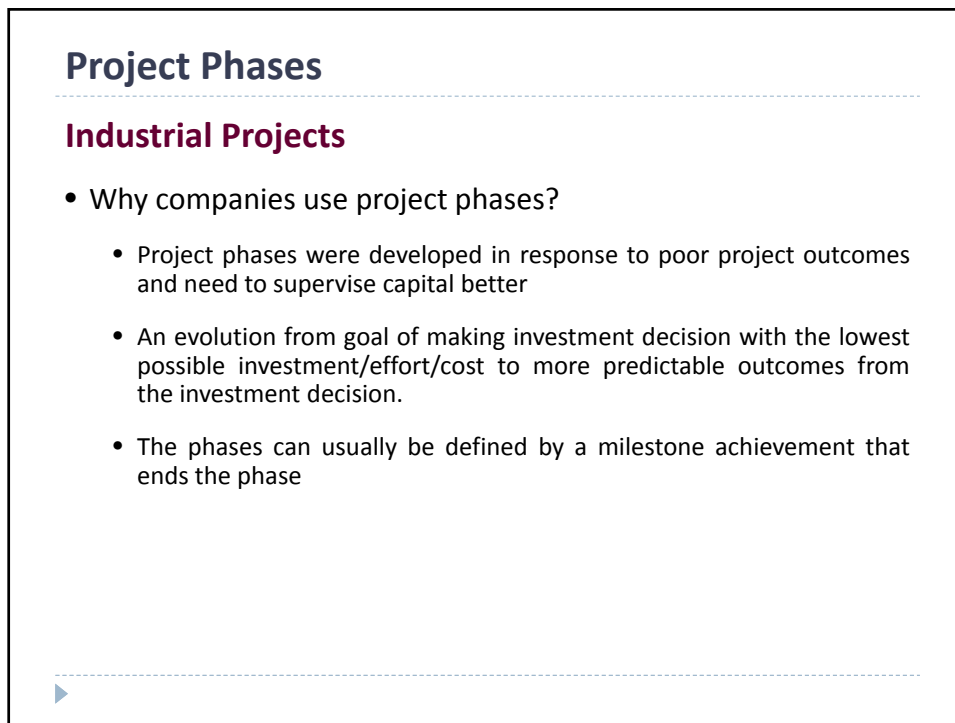 Project Phases
Industrial Projects
• Why companies use project phases?
• Project phases were developed in response to poor project outcomes
and need to supervise capital better
• An evolution from goal of making investment decision with the lowest
possible investment/effort/cost to more predictable outcomes from
the investment decision.
• The phases can usually be defined by a milestone achievement that
ends the phase